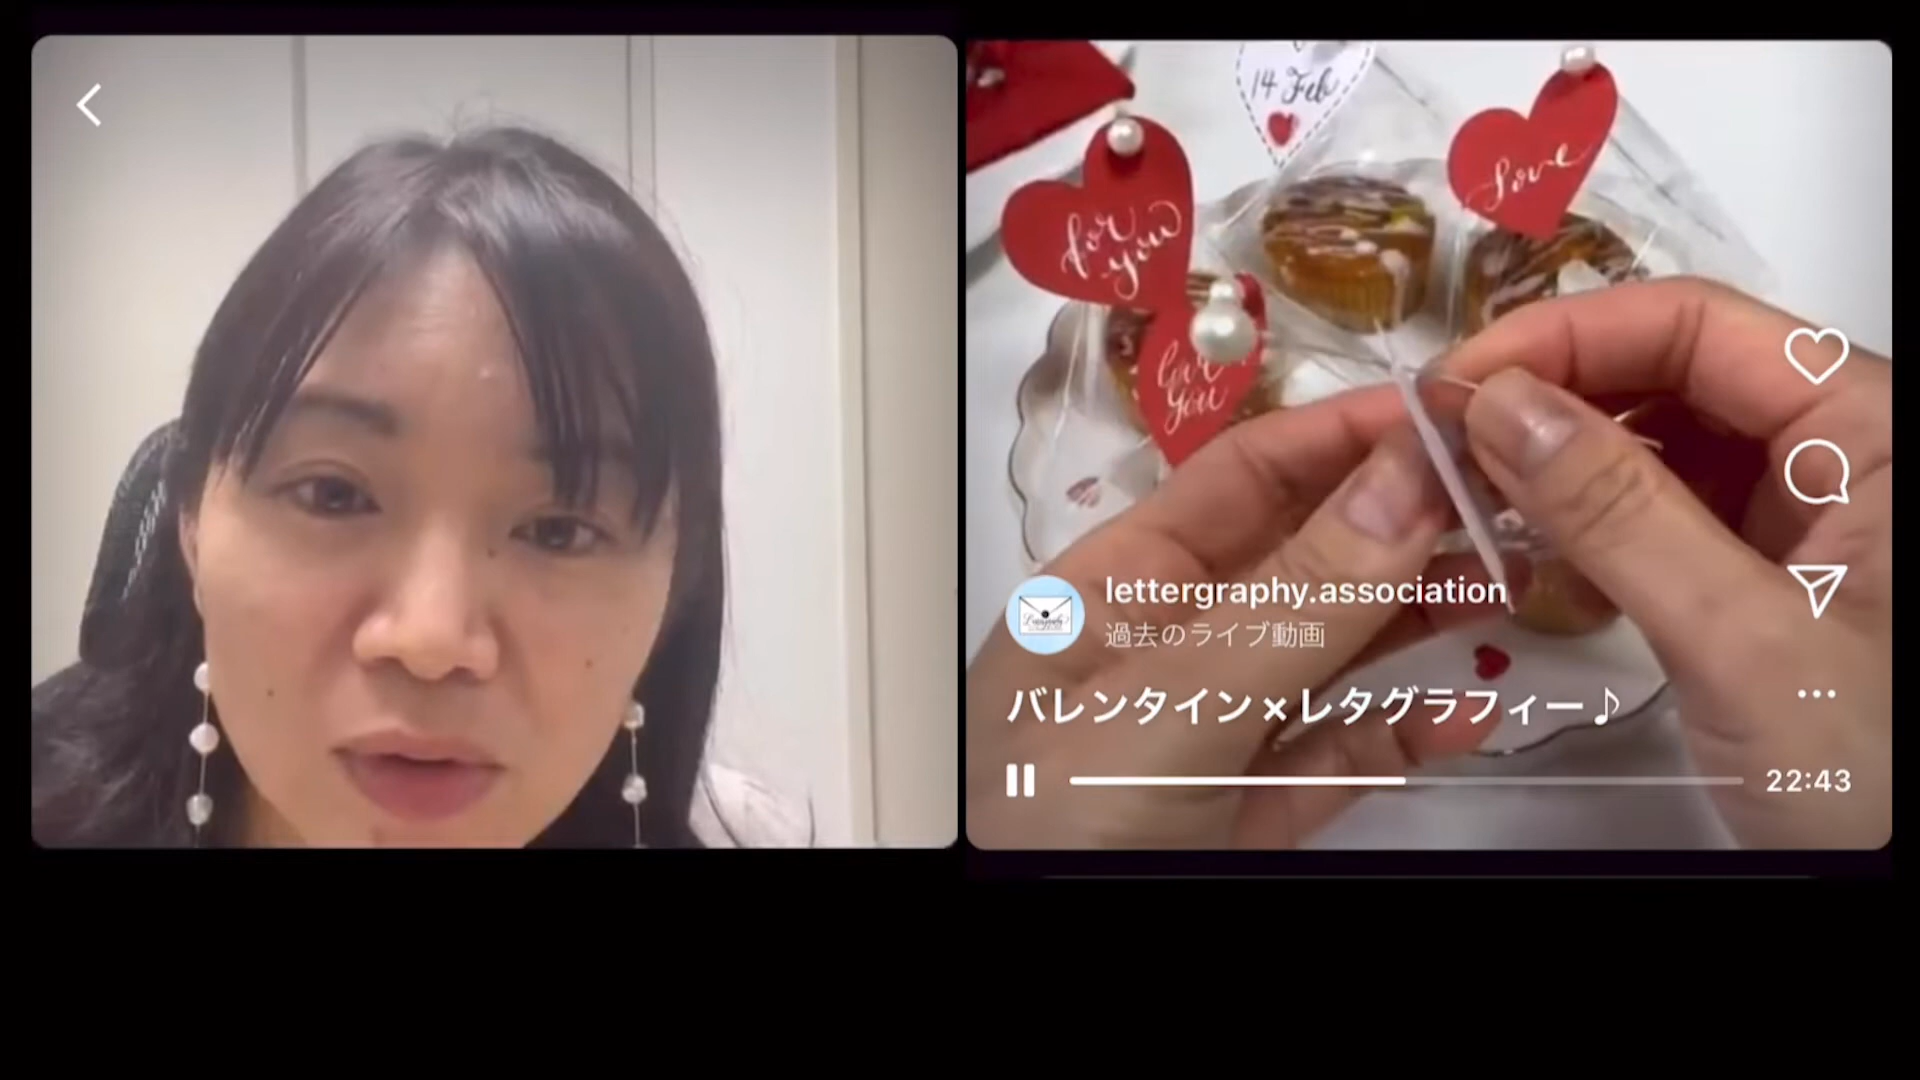 14 Feb
for
you
Love
for
you
lettergraphy.association
過去のライブ動画
バレンタイン×レタグラフィー♪
22:43